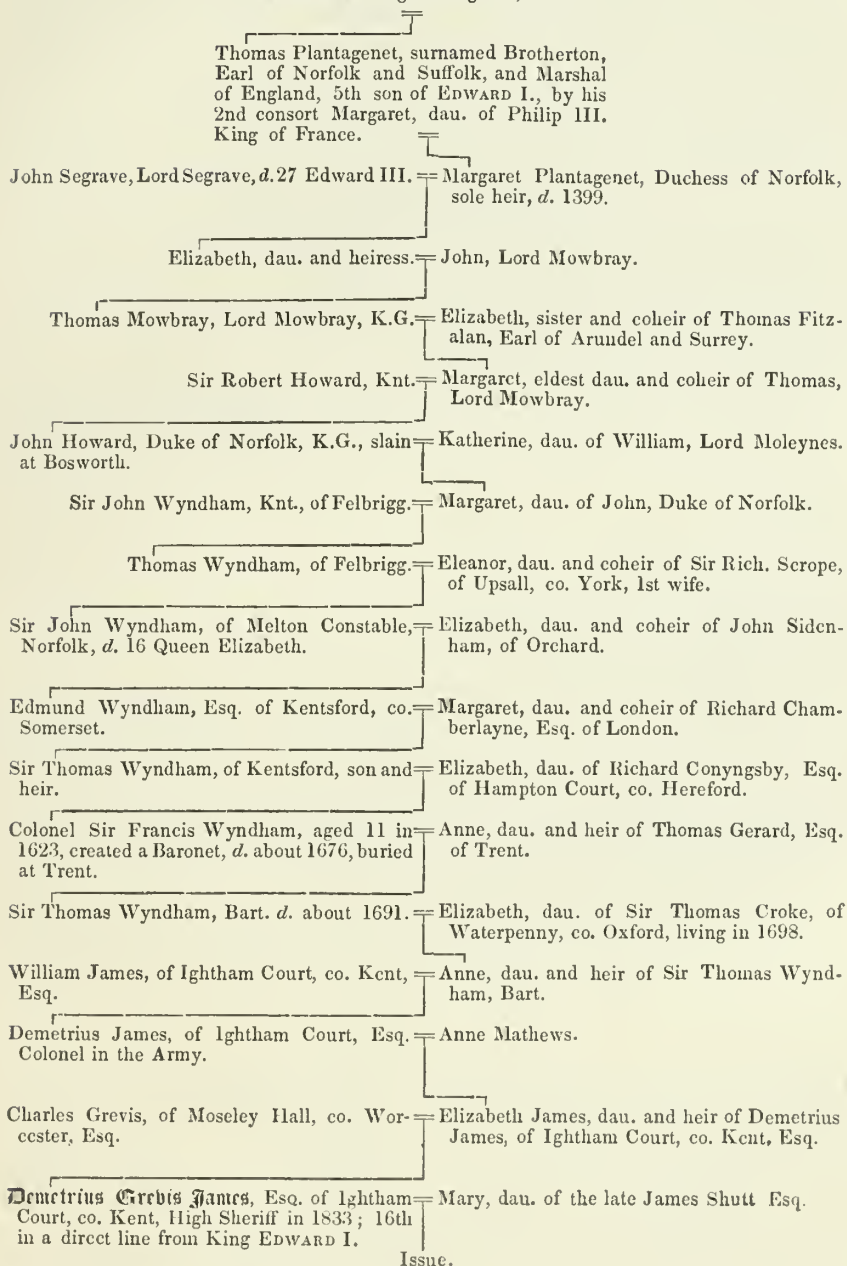 Thomas Plantagenet, surnamed Brotherton,
Earl of Norfolk and Suffolk, and Marshal
of England, 5th son of EDWARD I., by his
2nd consort Margaret, dau. of Philip III.
King of France.
John Segrave, Lord Segrave, d. 27 Edward III.
Margaret Plantagenet, Duchess of Norfolk,
sole heir, d. 1399.
Elizabeth, dau. and heiress.
John, Lord Mowbray.
Thomas Mowbray, Lord Mowbray, K.G.
Elizabeth, sister and coheir of Thomas Fitz-
alan, Earl of Arundel and Surrey.
Sir Robert Howard, Knt.
Margaret, eldest dau. and coheir of Thomas,
Lord Mowbray.
John Howard, Duke of Norfolk, K.G., slain
at Bosworth.
Katherine, dau. of William, Lord Moleynes.
Sir John Wyndham, Knt., of Felbrigg.
Margaret, dau. of John, Duke of Norfolk.
Thomas Wyndham, of Felbrigg.
Eleanor, dau. and coheir of Sir Rich. Scrope,
of Upsall, co. York, 1st wife.
Sir John Wyndham, of Melton Constable,
Norfolk, d. 16 Queen Elizabeth.
Elizabeth, dau. and coheir of John Siden-
ham, of Orchard.
Edmund Wyndham, Esq. of Kentsford, co.
Somerset.
Margaret, dau. and coheir of Richard Cham-
berlayne, Esq. of London.
Sir Thomas Wyndham, of Kentsford, son and
heir.
Elizabeth, dau. of Richard Conyngsby, Esq.
of Hampton Court, co. Hereford.
Colonel Sir Francis Wyndham, aged 11 in
1623, created a Baronet, d. about 1676, buried
at Trent.
Anne, dau. and heir of Thomas Gerard, Esq.
of Trent.
Sir Thomas Wyndham, Bart. d. about 1691.
Elizabeth, dau. of Sir Thomas Croke, of
Waterpenny, co. Oxford, living in 1698.
William James, of Ightham Court, co. Kent,
Esq.
Anne, dau. and heir of Sir Thomas Wynd-
ham, Bart.
Demetrius James, of Ightham Court, Esq.
Colonel in the Army.
Anne Mathews.
Charles Grevis, of Moseley Hall, co. Wor-
cester, Esq.
Elizabeth James, dau. and heir of Demetrius
James, of Ightham Court, co. Kent, Esq.
Demetrius Grevis James, Esq. of Ightham
Court, co. Kent, High Sheriff in 1833; 16th
in a direct line from King EDWARD I.
Mary, dau. of the late James Shutt Esq.
Issue.